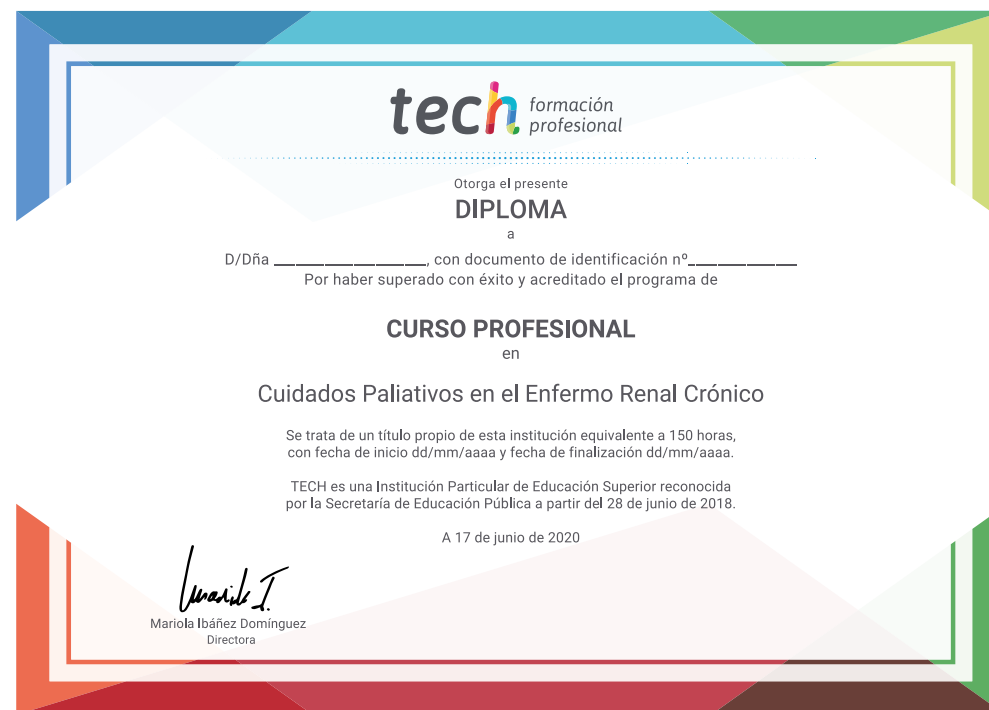 tech formación
profesional
Otorga el presente
DIPLOMA
a
D/Dña ______________, con documento de identificación nº__________
Por haber superado con éxito y acreditado el programa de
CURSO PROFESIONAL
en
Cuidados Paliativos en el Enfermo Renal Crónico
Se trata de un título propio de esta institución equivalente a 150 horas,
con fecha de inicio dd/mm/aaaa y fecha de finalización dd/mm/aaaa.
TECH es una Institución Particular de Educación Superior reconocida
por la Secretaría de Educación Pública a partir del 28 de junio de 2018.
A 17 de junio de 2020
Mariola I.
Mariola Ibáñez Domínguez
Directora